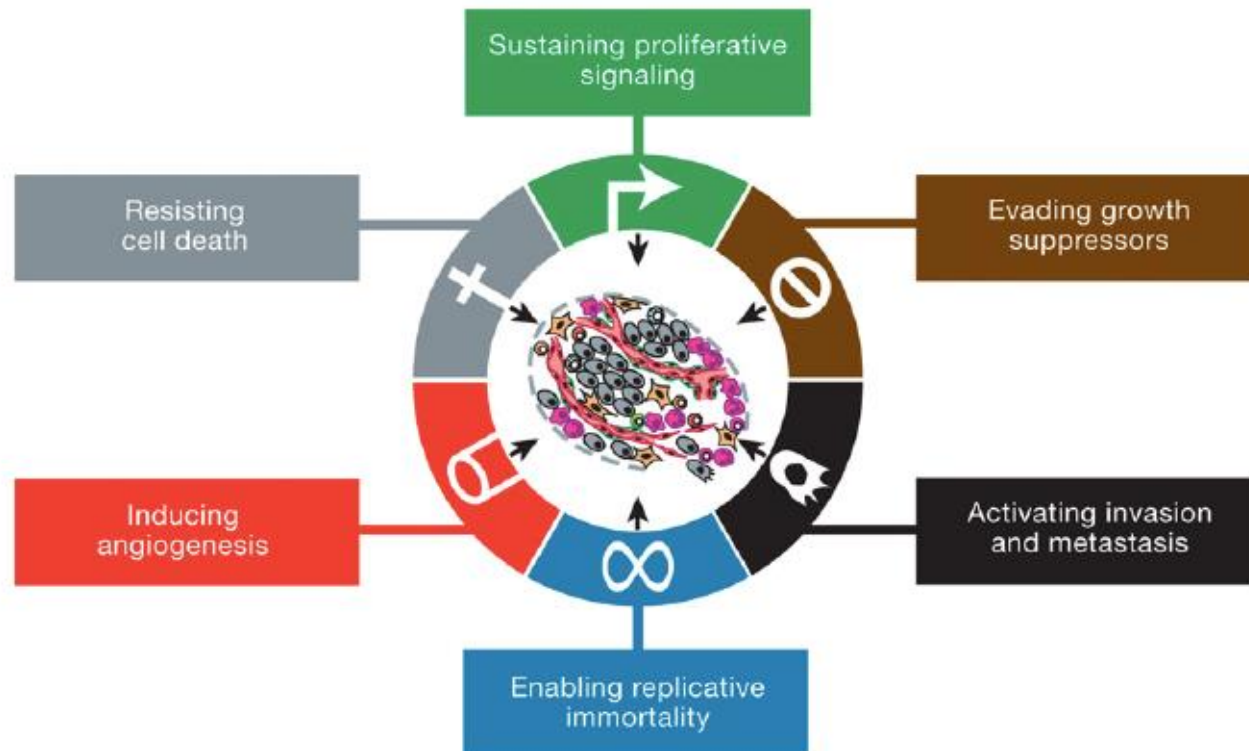 Sustaining proliferative
signaling
Resisting
cell death
Evading growth
suppressors
Inducing
angiogenesis
Activating invasion
and metastasis
Enabling replicative
immortality